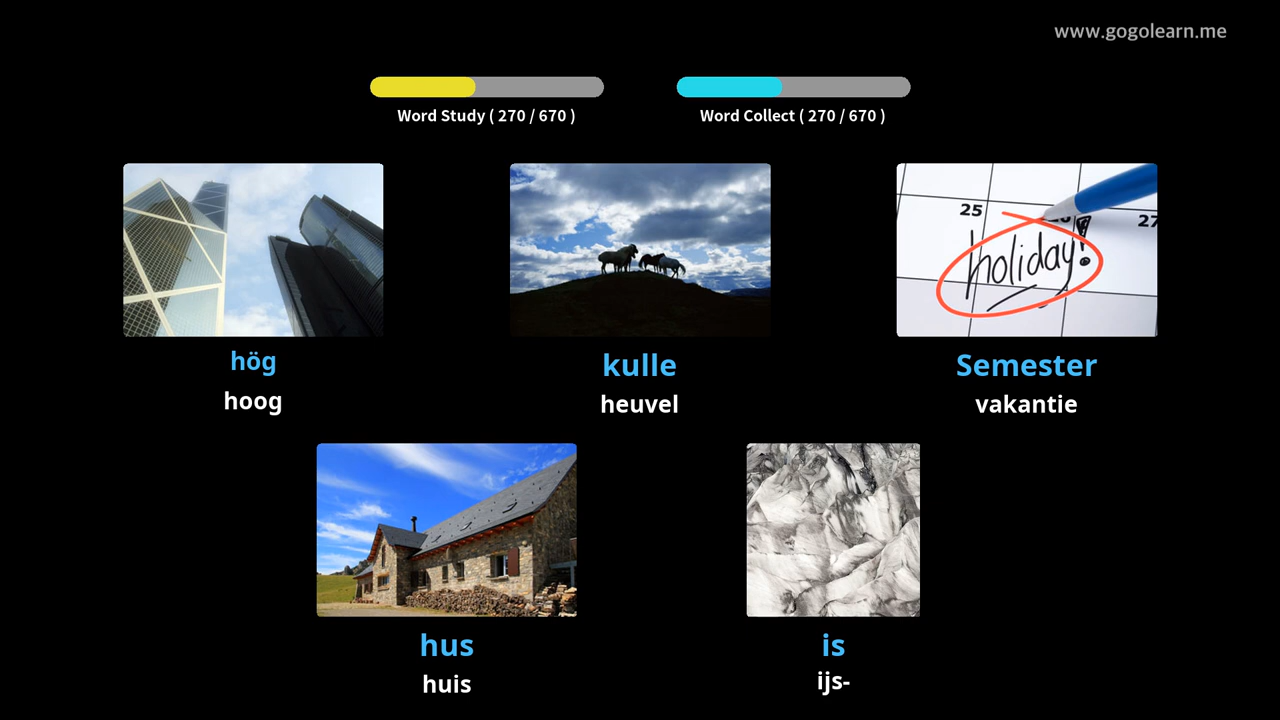 www.gogolearn.me
Word Study ( 270 / 670 )
Word Collect ( 270 / 670 )
25
27
holiday!
hög
kulle
Semester
hoog
heuvel
vakantie
hus
is
huis
ijs-